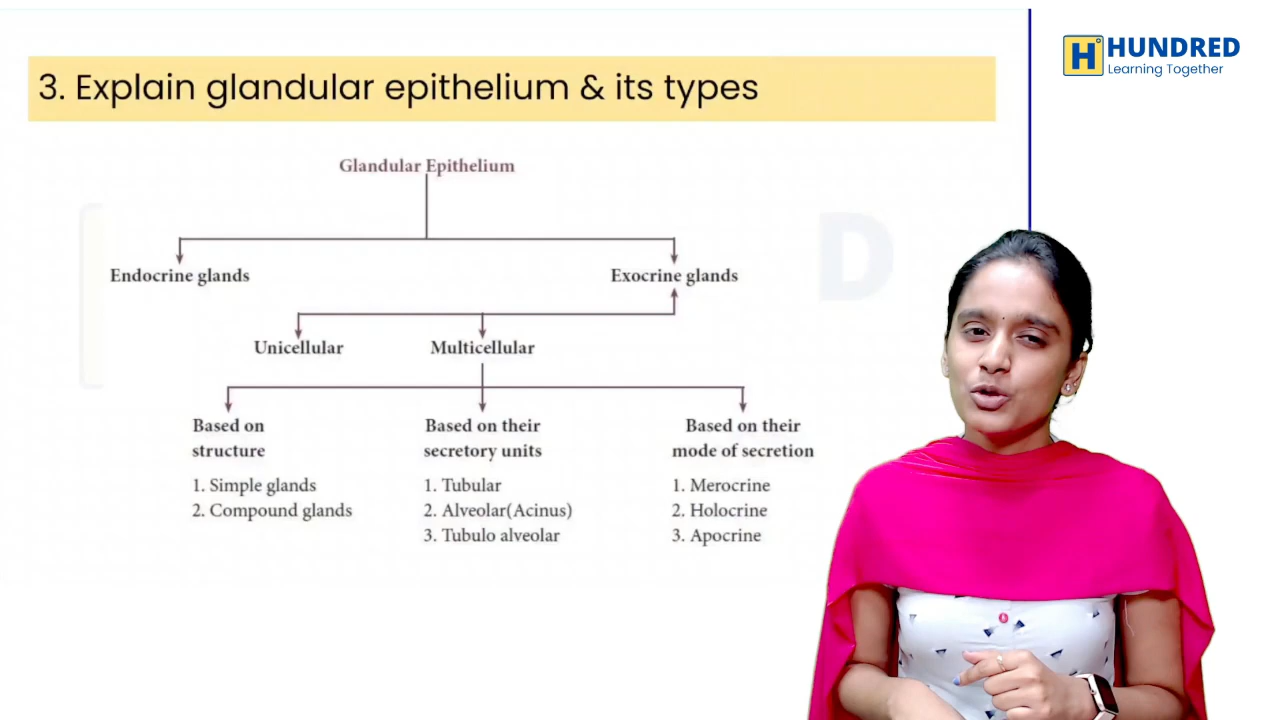 HUNDRED
Learning Together
3. Explain glandular epithelium & its types
Glandular Epithelium
Endocrine glands
Exocrine glands
Unicellular
Multicellular
Based on
structure
1. Simple glands
2. Compound glands
Based on their
secretory units
1. Tubular
2. Alveolar(Acinus)
3. Tubulo alveolar
Based on their
mode of secretion
1. Merocrine
2. Holocrine
3. Apocrine
H
D